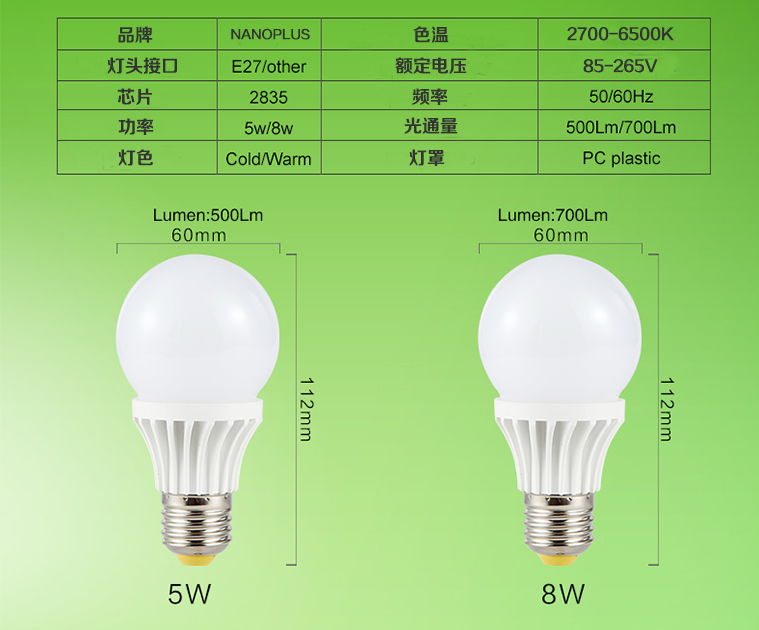 品牌 NANOPLUS 色温 2700-6500K
灯头接口 E27/other 额定电压 85-265V
芯片 2835 频率 50/60Hz
功率 5w/8w 光通量 500Lm/700Lm
灯色 Cold/Warm 灯罩 PC plastic
Lumen:500Lm
60mm
112mm
5W
Lumen:700Lm
60mm
112mm
8W